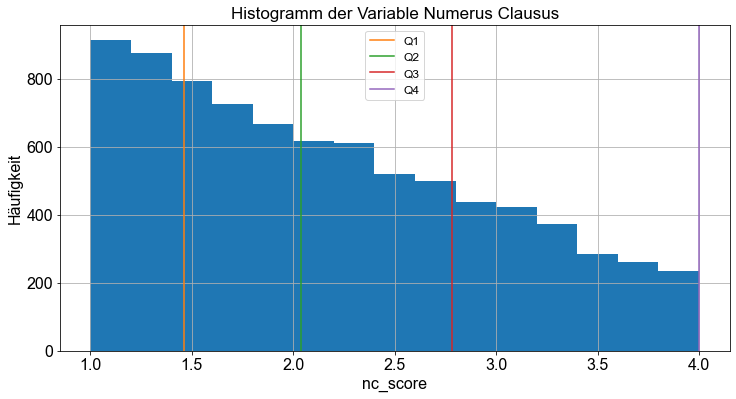 Histogramm der Variable Numerus Clausus
Q1
Q2
Q3
Q4
Häufigkeit
800
600
400
200
0
1.0 1.5 2.0 2.5 3.0 3.5 4.0
nc_score